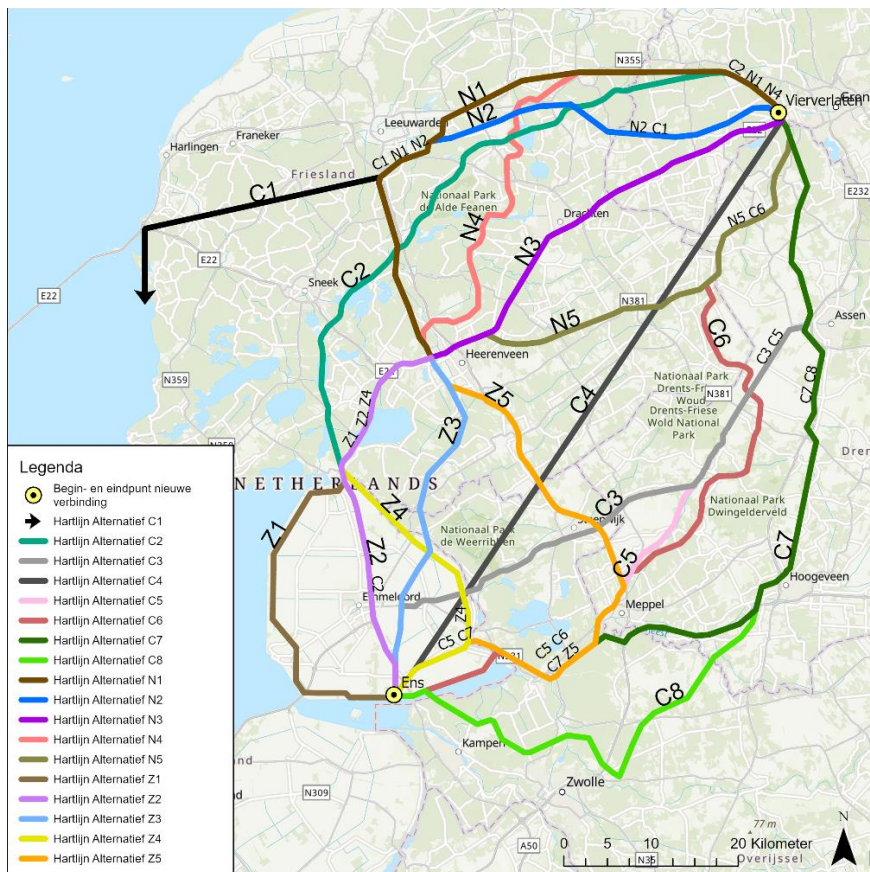 N355
C2 N1 N4
Vierverlaten
N1
N2
Leeuwarden
C1 N1 N2
N2 C1
Franeker
Harlingen
Friesland
C1
E232
Nationaal Park
de Alde Feanen
N4
Drachten
N5 C6
E22
C2
N3
Sneek
E22
N381
N5
C6
Assen
Heerenveen
C3 C5
N359
Z1 Z2 Z4
Z5
Z3
C4
Nationaal Park
Drents-Friese
Woud
Drents-Friese
Wold National
Park
N381
C7 C8
NETHERLANDS
Z4
Z1
Nationaal Park
de Weerribben
C3
Nationaal Park
Dwingelderveld
Z2
C2
Emmeloord
C5
C7
Hoogeveen
Meppel
Z4
C5 C7
C5 C6
C7 Z5
Ens
C8
Kampen
Zwolle
N309
A50
N35
77 m
Overijssel
0 5 10 20 Kilometer
N
Legenda
Begin- en eindpunt nieuwe
verbinding
Hartlijn Alternatief C1
Hartlijn Alternatief C2
Hartlijn Alternatief C3
Hartlijn Alternatief C4
Hartlijn Alternatief C5
Hartlijn Alternatief C6
Hartlijn Alternatief C7
Hartlijn Alternatief C8
Hartlijn Alternatief N1
Hartlijn Alternatief N2
Hartlijn Alternatief N3
Hartlijn Alternatief N4
Hartlijn Alternatief N5
Hartlijn Alternatief Z1
Hartlijn Alternatief Z2
Hartlijn Alternatief Z3
Hartlijn Alternatief Z4
Hartlijn Alternatief Z5